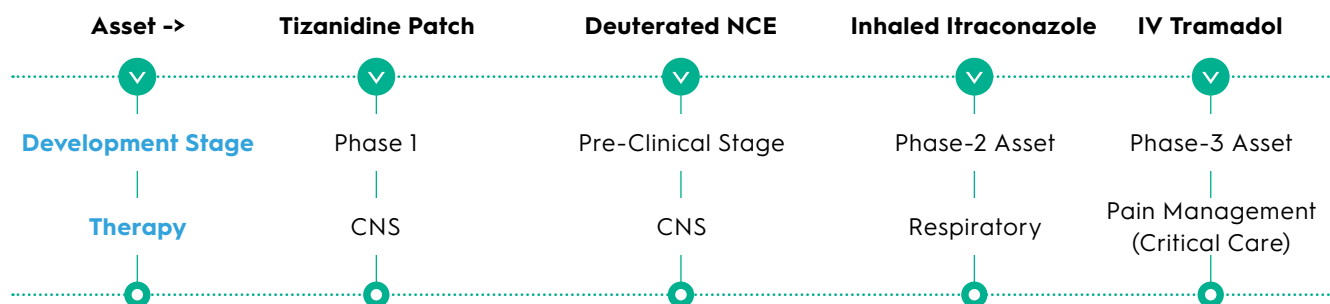 Asset -> Tizanidine Patch Deuterated NCE Inhaled Itraconazole IV Tramadol
Development Stage Phase 1 Pre-Clinical Stage Phase-2 Asset Phase-3 Asset
Therapy CNS CNS Respiratory Pain Management
(Critical Care)